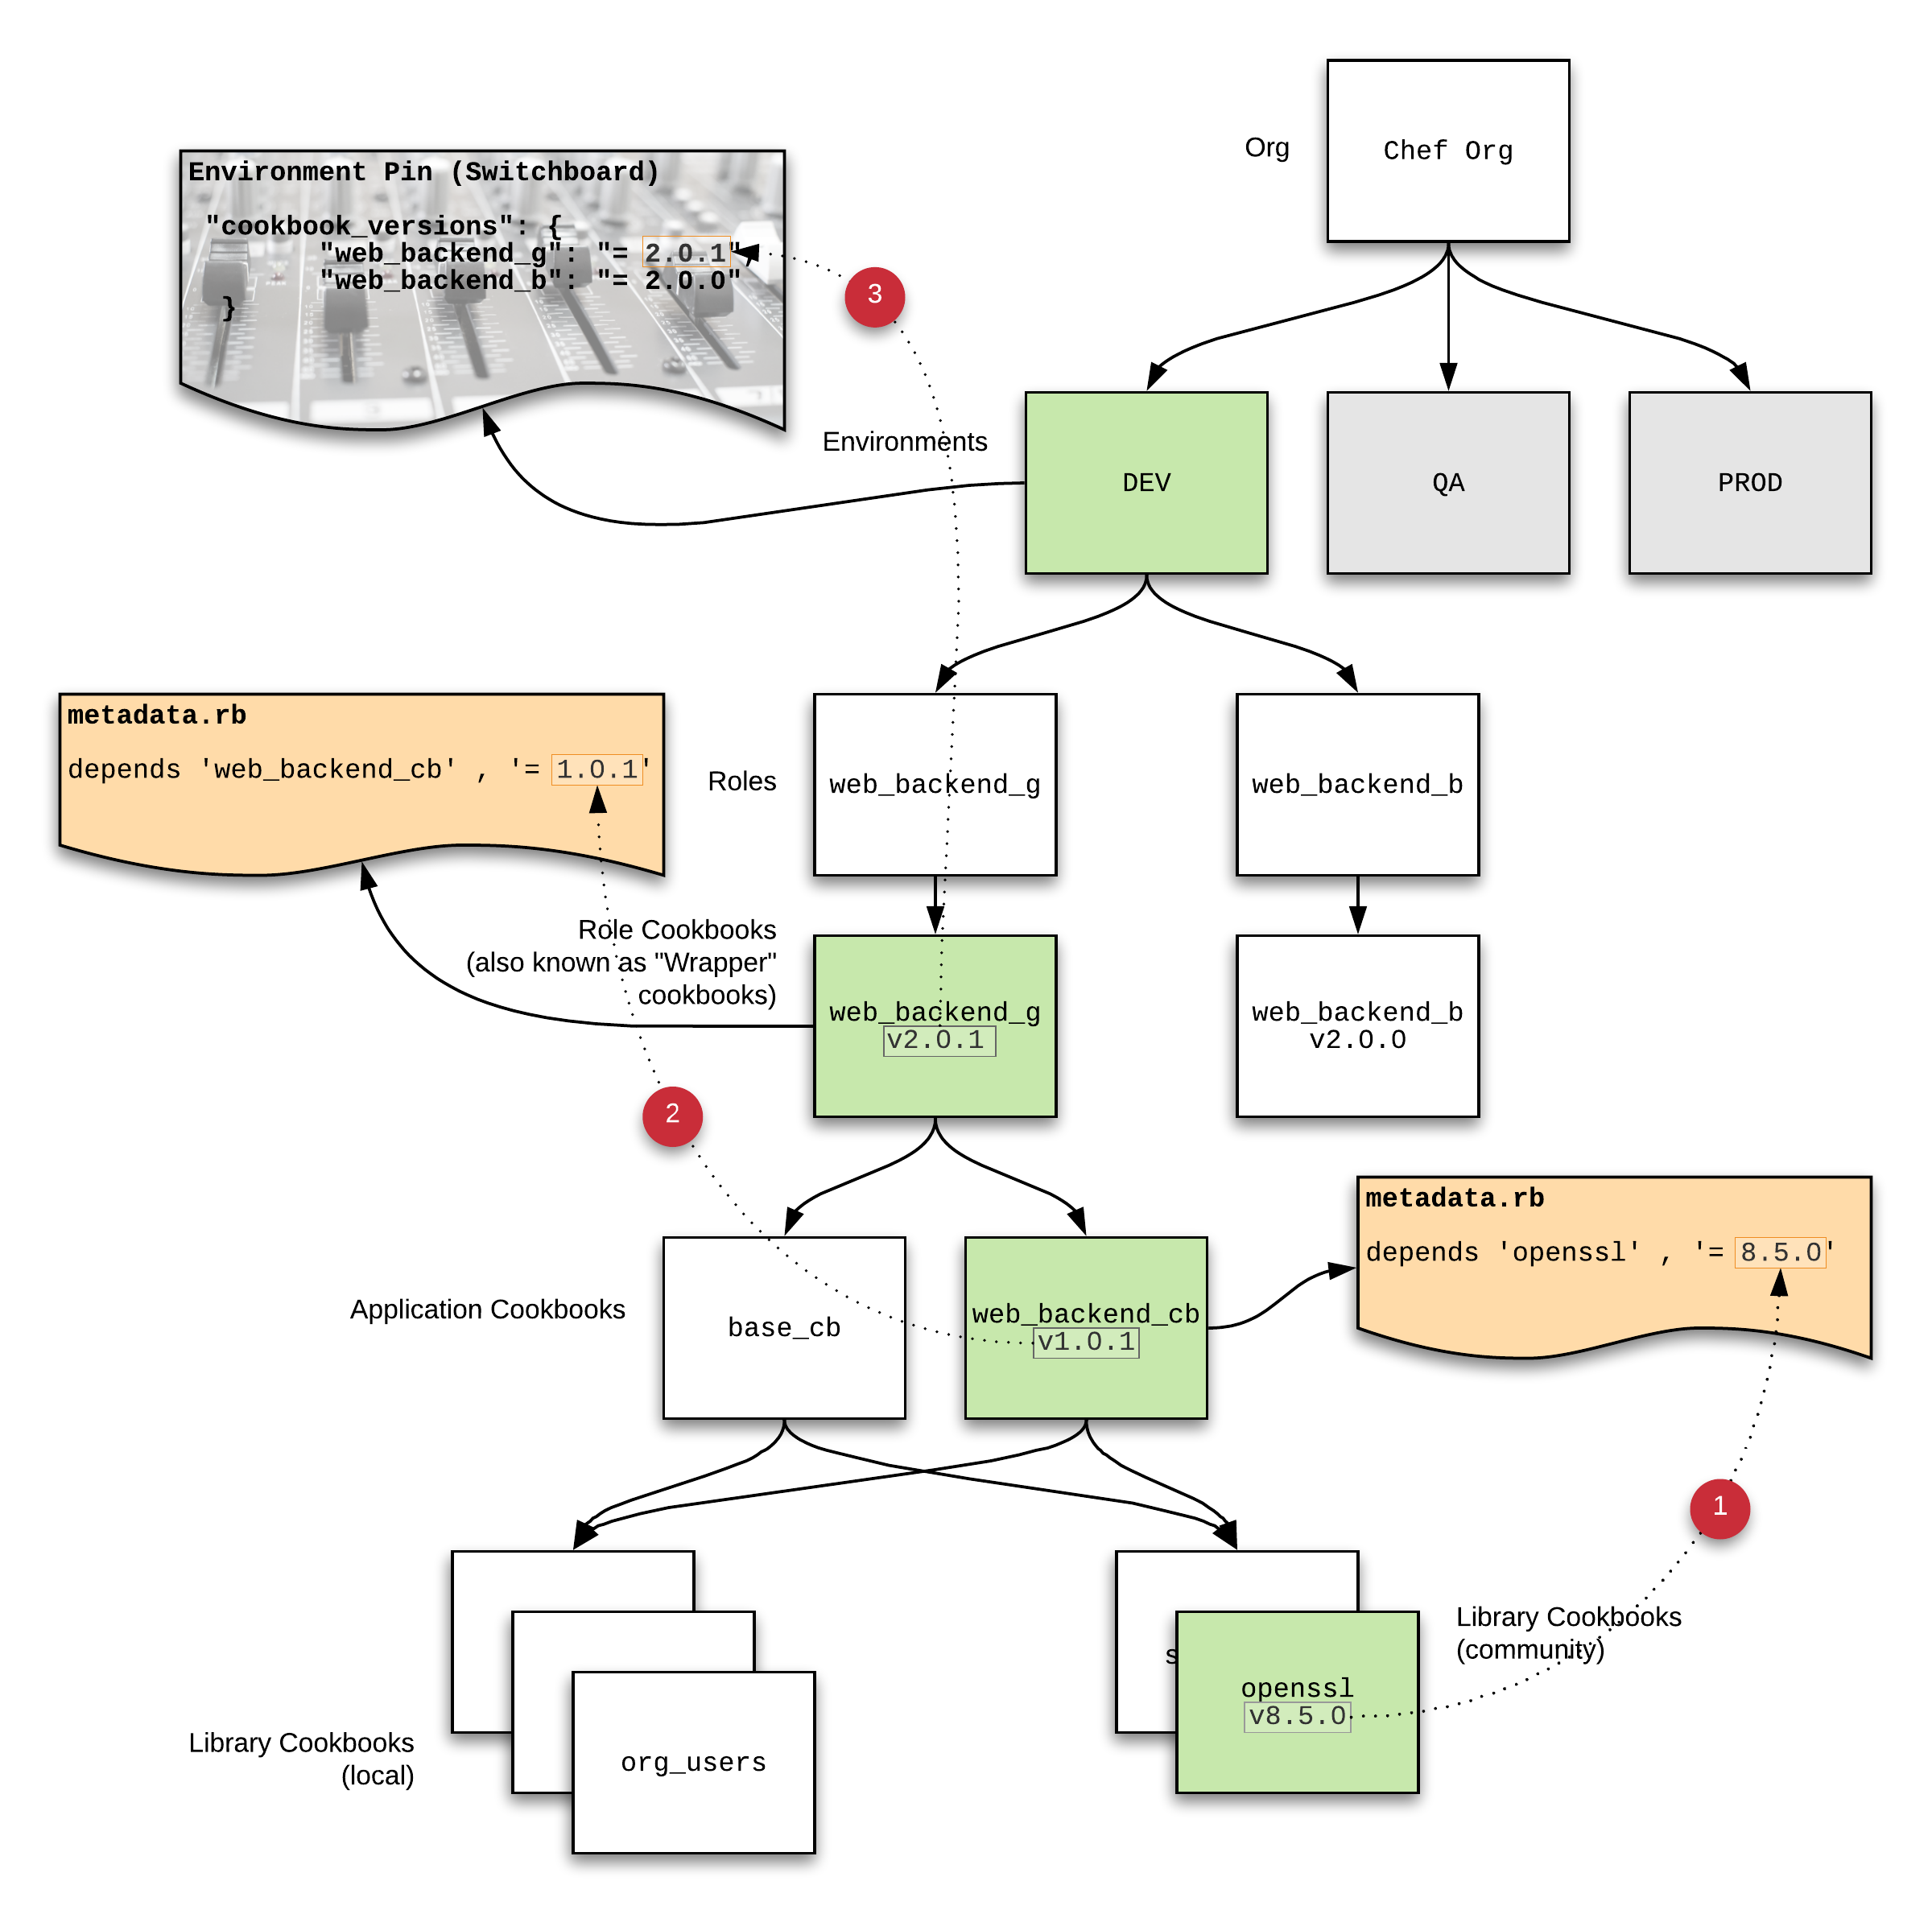 Org
Chef Org
Environment Pin (Switchboard)
"cookbook_versions": {
"web_backend_g": "= 2.0.1",
"web_backend_b": "= 2.0.0"
}
3
Environments
DEV
QA
PROD
metadata.rb
depends 'web_backend_cb' , '= 1.0.1'
Roles
web_backend_g
web_backend_b
Role Cookbooks
(also known as "Wrapper"
cookbooks)
web_backend_g
v2.0.1
web_backend_b
v2.0.0
2
metadata.rb
depends 'openssl' , '= 8.5.0'
Application Cookbooks
base_cb
web_backend_cb
v1.0.1
1
Library Cookbooks
(community)
s
openssl
v8.5.0
Library Cookbooks
(local)
org_users